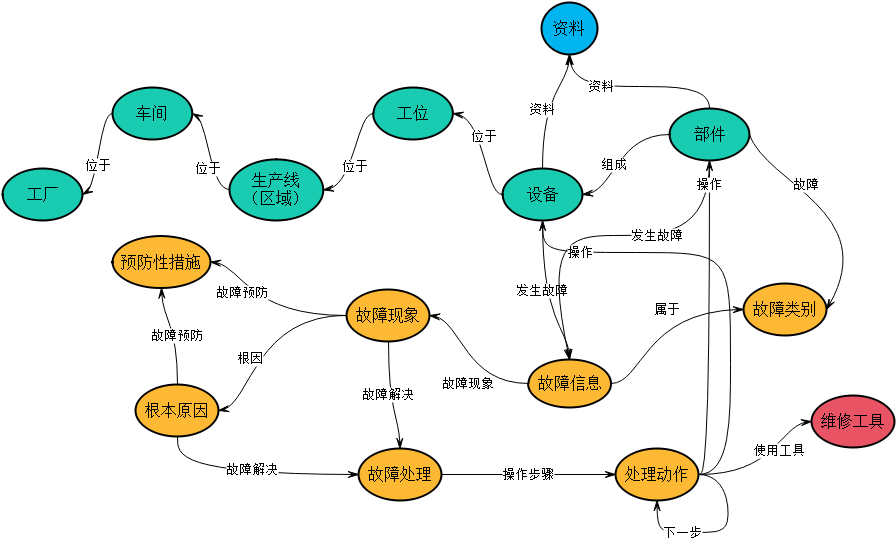 资料
资料
资料
车间
工位
部件
位于
位于
位于
位于
组成
操作
故障
工厂
生产线
（区域）
设备
发生故障
操作
预防性措施
故障预防
发生故障
故障现象
属于
故障类别
故障预防
根因
故障现象
故障信息
故障解决
根本原因
维修工具
故障解决
故障处理
操作步骤
处理动作
使用工具
下一步